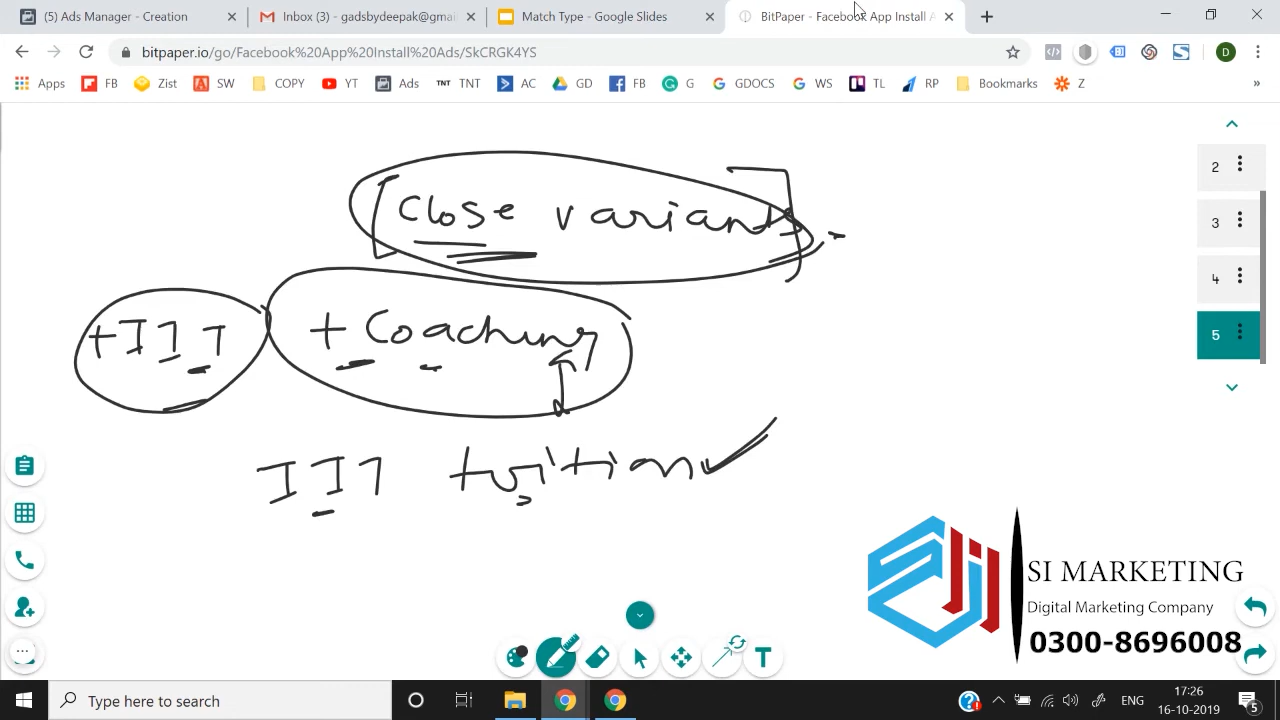 (5) Ads Manager - Creation
Inbox (3) - gadsbydeepak@gmai
Match Type - Google Slides
BitPaper - Facebook App Install A
bitpaper.io/go/Facebook%20App%20Install%20Ads/SkCRGK4YS
D
Apps FB Zist SW COPY YT Ads TNT TNT AC GD FB G GDOCS WS TL RP Bookmarks Z »
[Close variants]
+IIT +Coaching
IIT tuition
2
3
4
5
SI MARKETING
Digital Marketing Company
0300-8696008
T
Type here to search
ENG
17:26
16-10-2019
5